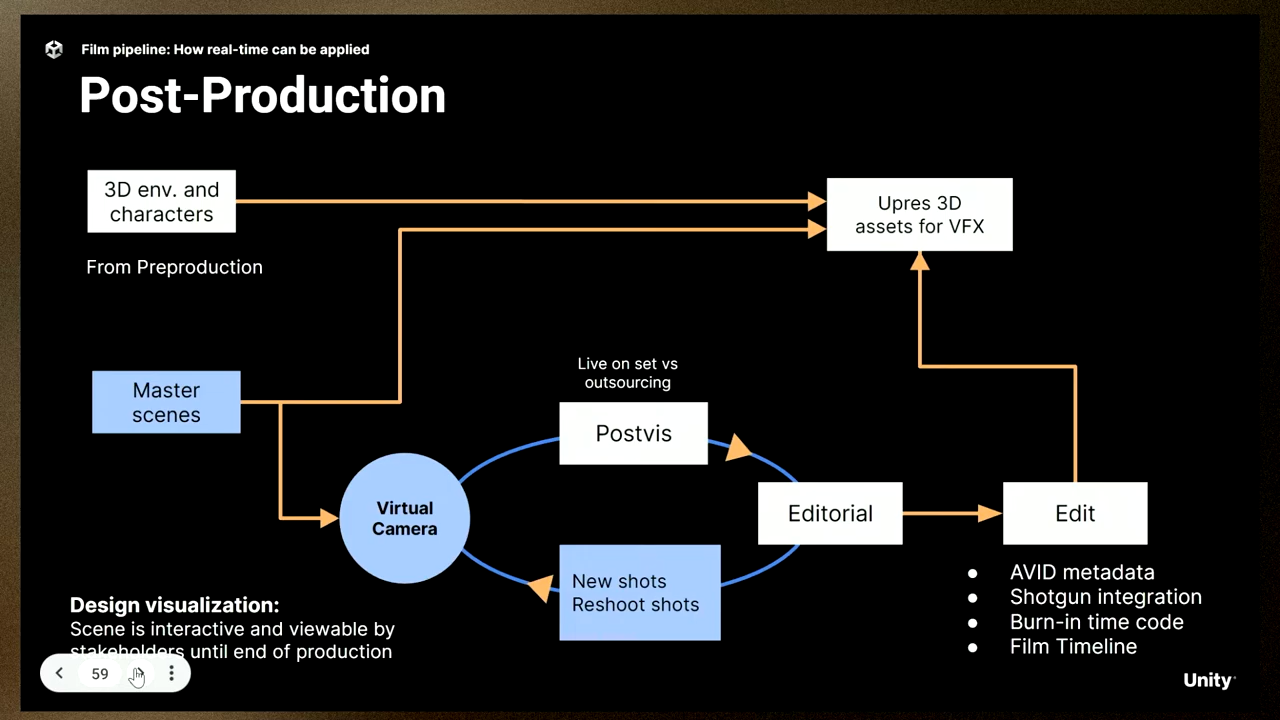 Film pipeline: How real-time can be applied
Post-Production
3D env. and
characters
Upres 3D
assets for VFX
From Preproduction
Live on set vs
outsourcing
Master
scenes
Postvis
Virtual
Camera
Editorial
Edit
New shots
Reshoot shots
AVID metadata
Shotgun integration
Burn-in time code
Film Timeline
Design visualization:
Scene is interactive and viewable by
stakeholders until end of production
59
Unity